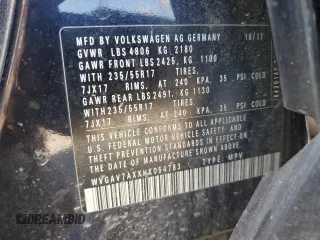 MFD BY VOLKSWAGEN AG GERMANY 10/17
GVWR LBS 4806 KG 2180
GAWR FRONT LBS 2425, KG 1100
WITH 235/55R17 TIRES,
7JX17 RIMS, AT 240 KPA, 35 PSI COLD
GAWR REAR LBS 2491, KG 1130
WITH 235/55R17 TIRES,
7JX17 RIMS, AT 240 KPA, 35 PSI COLD
THIS VEHICLE CONFORMS TO ALL APPLICABLE
FEDERAL MOTOR VEHICLE SAFETY AND
THEFT PREVENTION STANDARDS IN EFFECT ON THE
DATE OF MANUFACTURE SHOWN ABOVE
TYPE: MPV
DREAMBID